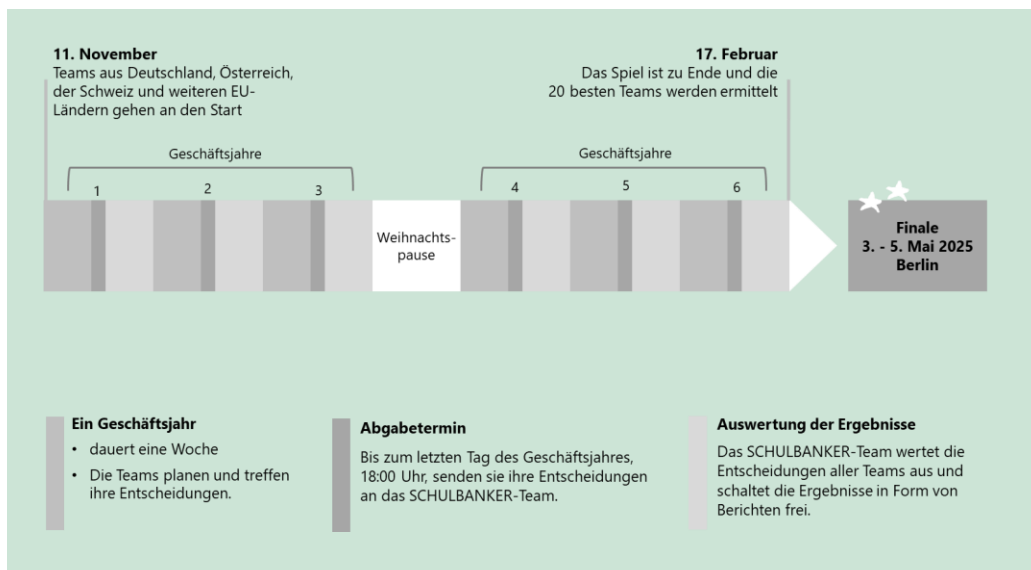 11. November
Teams aus Deutschland, Österreich,
der Schweiz und weiteren EU-
Ländern gehen an den Start
17. Februar
Das Spiel ist zu Ende und die
20 besten Teams werden ermittelt
Geschäftsjahre
1
2
3
Weihnachts-
pause
Geschäftsjahre
4
5
6
Finale
3. - 5. Mai 2025
Berlin
Ein Geschäftsjahr
• dauert eine Woche
• Die Teams planen und treffen
ihre Entscheidungen.
Abgabetermin
Bis zum letzten Tag des Geschäftsjahres,
18:00 Uhr, senden sie ihre Entscheidungen
an das SCHULBANKER-Team.
Auswertung der Ergebnisse
Das SCHULBANKER-Team wertet die
Entscheidungen aller Teams aus und
schaltet die Ergebnisse in Form von
Berichten frei.